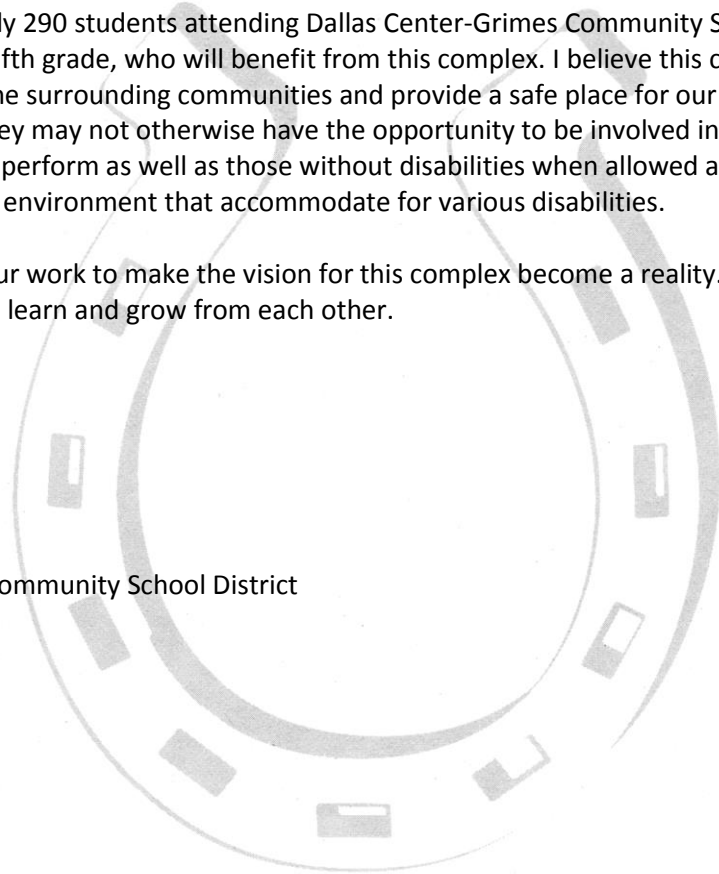 ly 290 students attending Dallas Center-Grimes Community S
ifth grade, who will benefit from this complex. I believe this c
ne surrounding communities and provide a safe place for our
ey may not otherwise have the opportunity to be involved in
perform as well as those without disabilities when allowed a
environment that accommodate for various disabilities.
ur work to make the vision for this complex become a reality.
learn and grow from each other.
ommunity School District